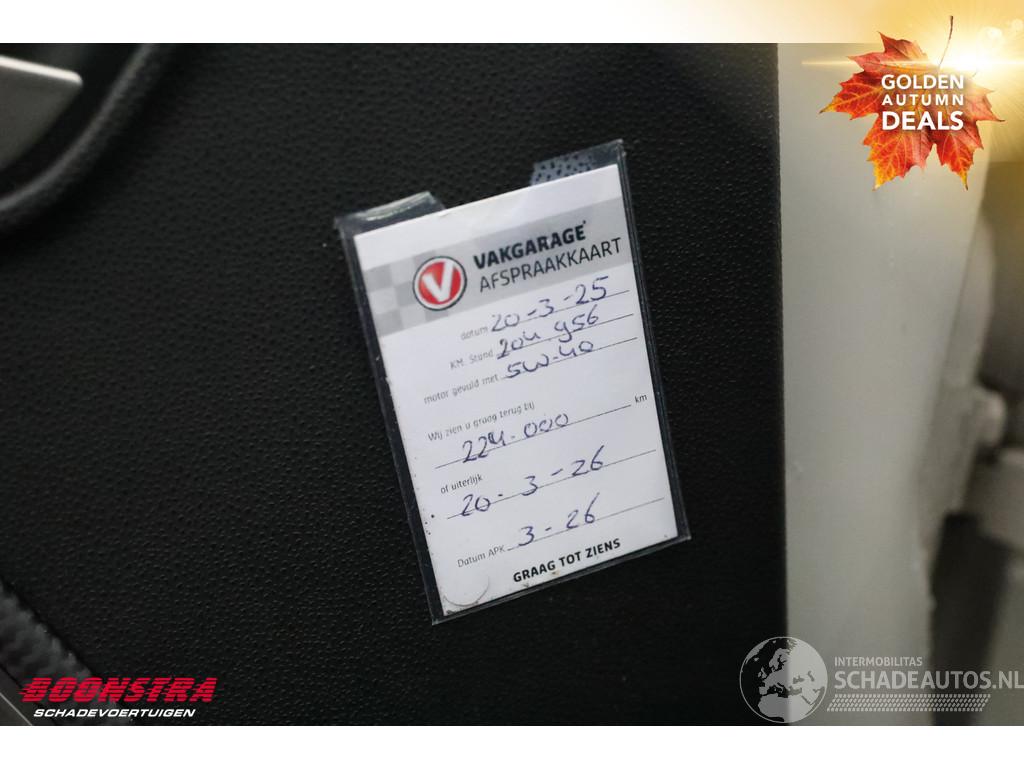 GOLDEN
AUTUMN
DEALS
VAKGARAGE
AFSPRAAKKAART
datum 20-3-25
KM. Stand 204 956
motor gevuld met 5W-40
Wij zien u graag terug bij
224.000 km
of uiterlijk
20-3-26
Datum APK 3-26
GRAAG TOT ZIENS
BOONSTRA
SCHADEVOERTUIGEN
INTERMOBILITAS
SCHADEAUTOS.NL